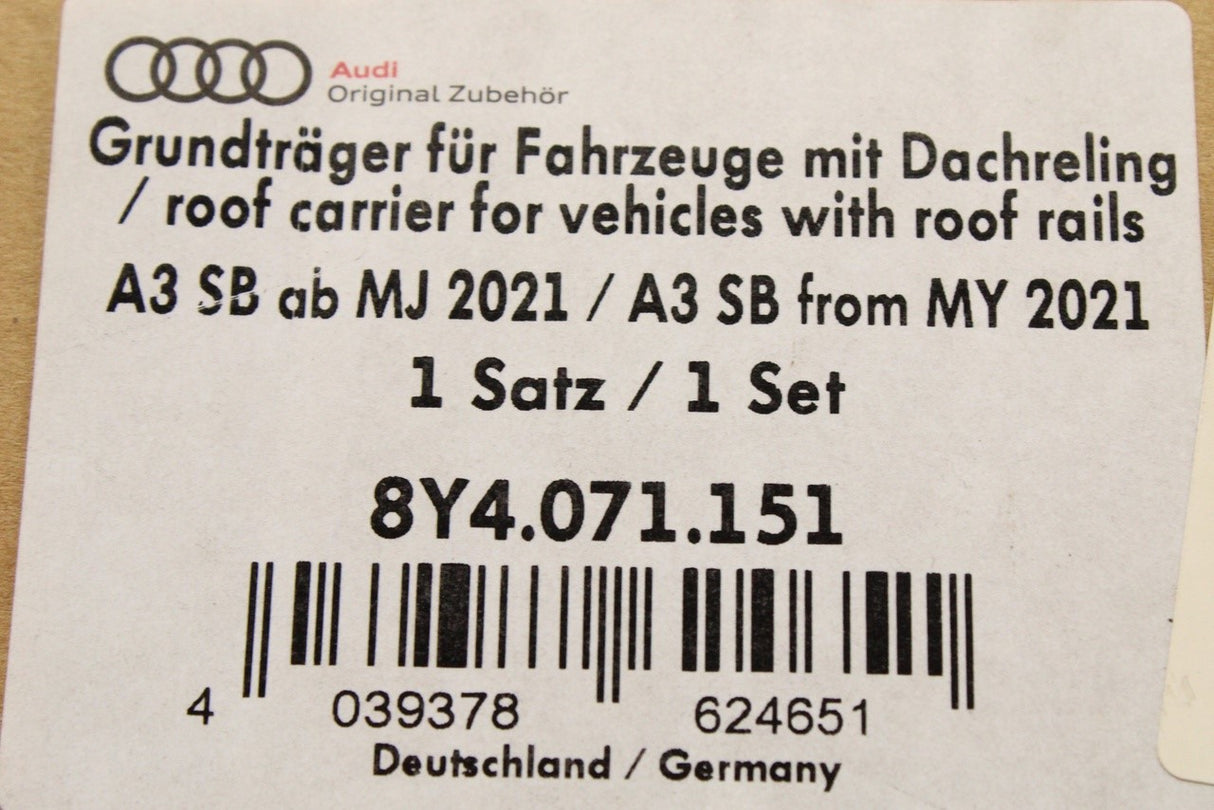 Audi
Original Zubehör
Grundträger für Fahrzeuge mit Dachreling
/ roof carrier for vehicles with roof rails
A3 SB ab MJ 2021 / A3 SB from MY 2021
1 Satz / 1 Set
8Y4.071.151
4 039378 624651
Deutschland / Germany